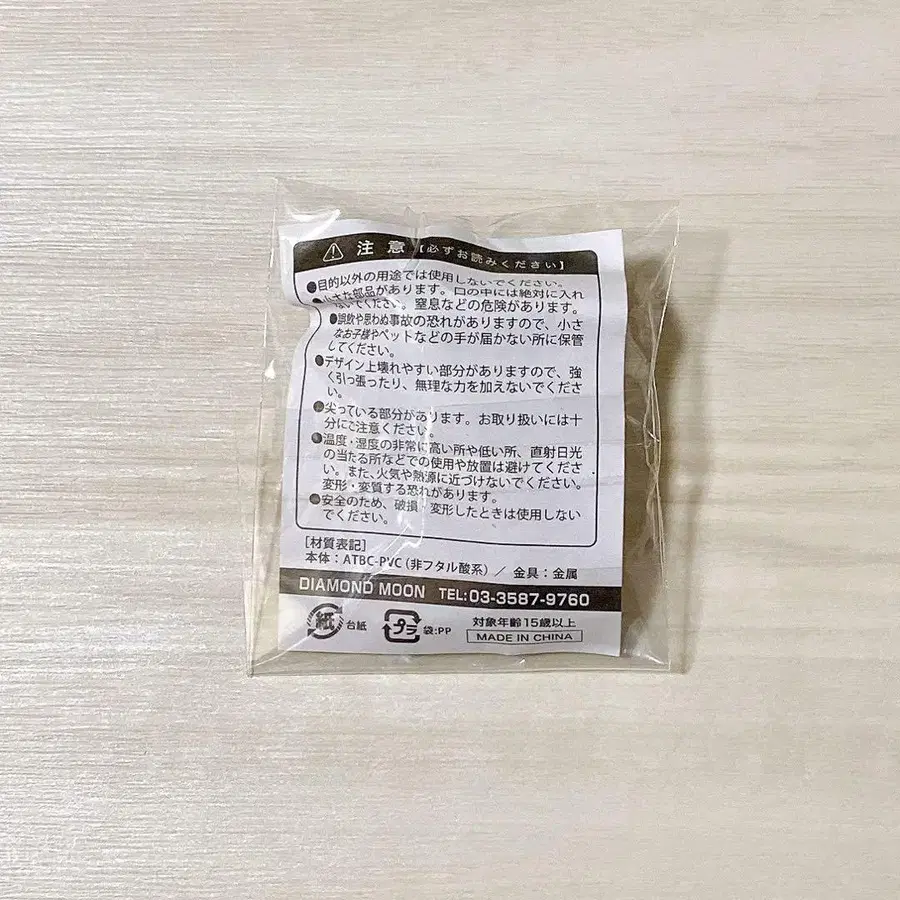 注意【必ずお読みください】
●目的以外の用途では使用しないでください。
●小さな部品があります。口の中には絶対に入れ
ないでください。窒息などの危険があります。
●誤飲や思わぬ事故の恐れがありますので、小さ
なお子様やペットなどの手が届かない所に保管
してください。
●デザイン上壊れやすい部分がありますので、強
く引っ張ったり、無理な力を加えないでくださ
い。
●尖っている部分があります。お取り扱いには十
分にご注意ください。
●温度・湿度の非常に高い所や低い所、直射日光
の当たる所などでの使用や放置は避けてくださ
い。また、火気や熱源に近づけないでください。
変形・変質する恐れがあります。
●安全のため、破損・変形したときは使用しない
でください。
[材質表記]
本体：ATBC-PVC（非フタル酸系）／ 金具：金属
DIAMOND MOON TEL:03-3587-9760
紙 台紙 プラ 袋:PP 対象年齢15歳以上
MADE IN CHINA